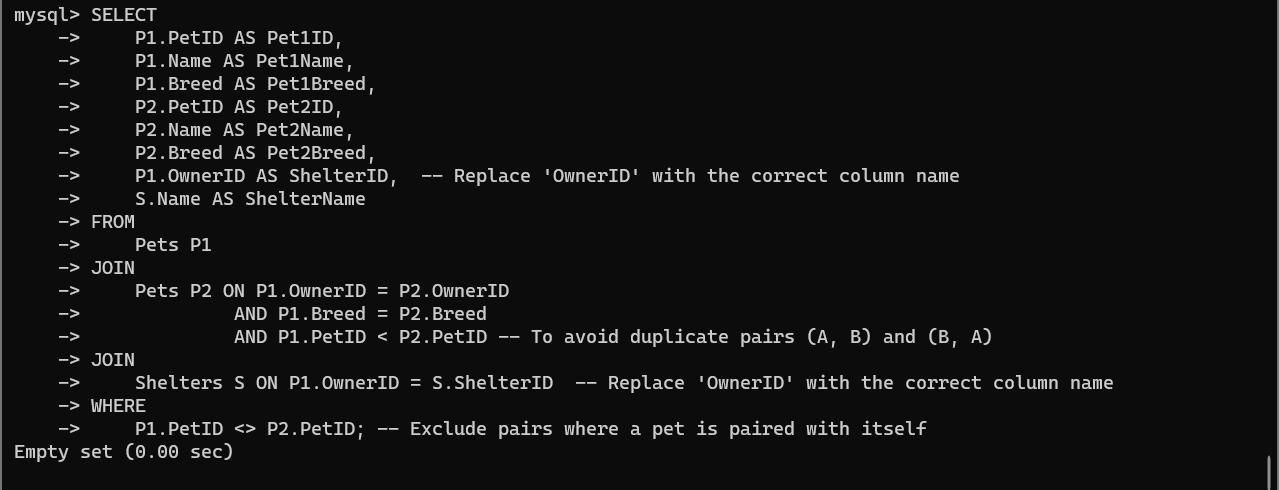 mysql> SELECT
    ->     P1.PetID AS Pet1ID,
    ->     P1.Name AS Pet1Name,
    ->     P1.Breed AS Pet1Breed,
    ->     P2.PetID AS Pet2ID,
    ->     P2.Name AS Pet2Name,
    ->     P2.Breed AS Pet2Breed,
    ->     P1.OwnerID AS ShelterID,  -- Replace 'OwnerID' with the correct column name
    ->     S.Name AS ShelterName
    -> FROM
    ->     Pets P1
    -> JOIN
    ->     Pets P2 ON P1.OwnerID = P2.OwnerID
    ->              AND P1.Breed = P2.Breed
    ->              AND P1.PetID < P2.PetID -- To avoid duplicate pairs (A, B) and (B, A)
    -> JOIN
    ->     Shelters S ON P1.OwnerID = S.ShelterID  -- Replace 'OwnerID' with the correct column name
    -> WHERE
    ->     P1.PetID <> P2.PetID; -- Exclude pairs where a pet is paired with itself
Empty set (0.00 sec)